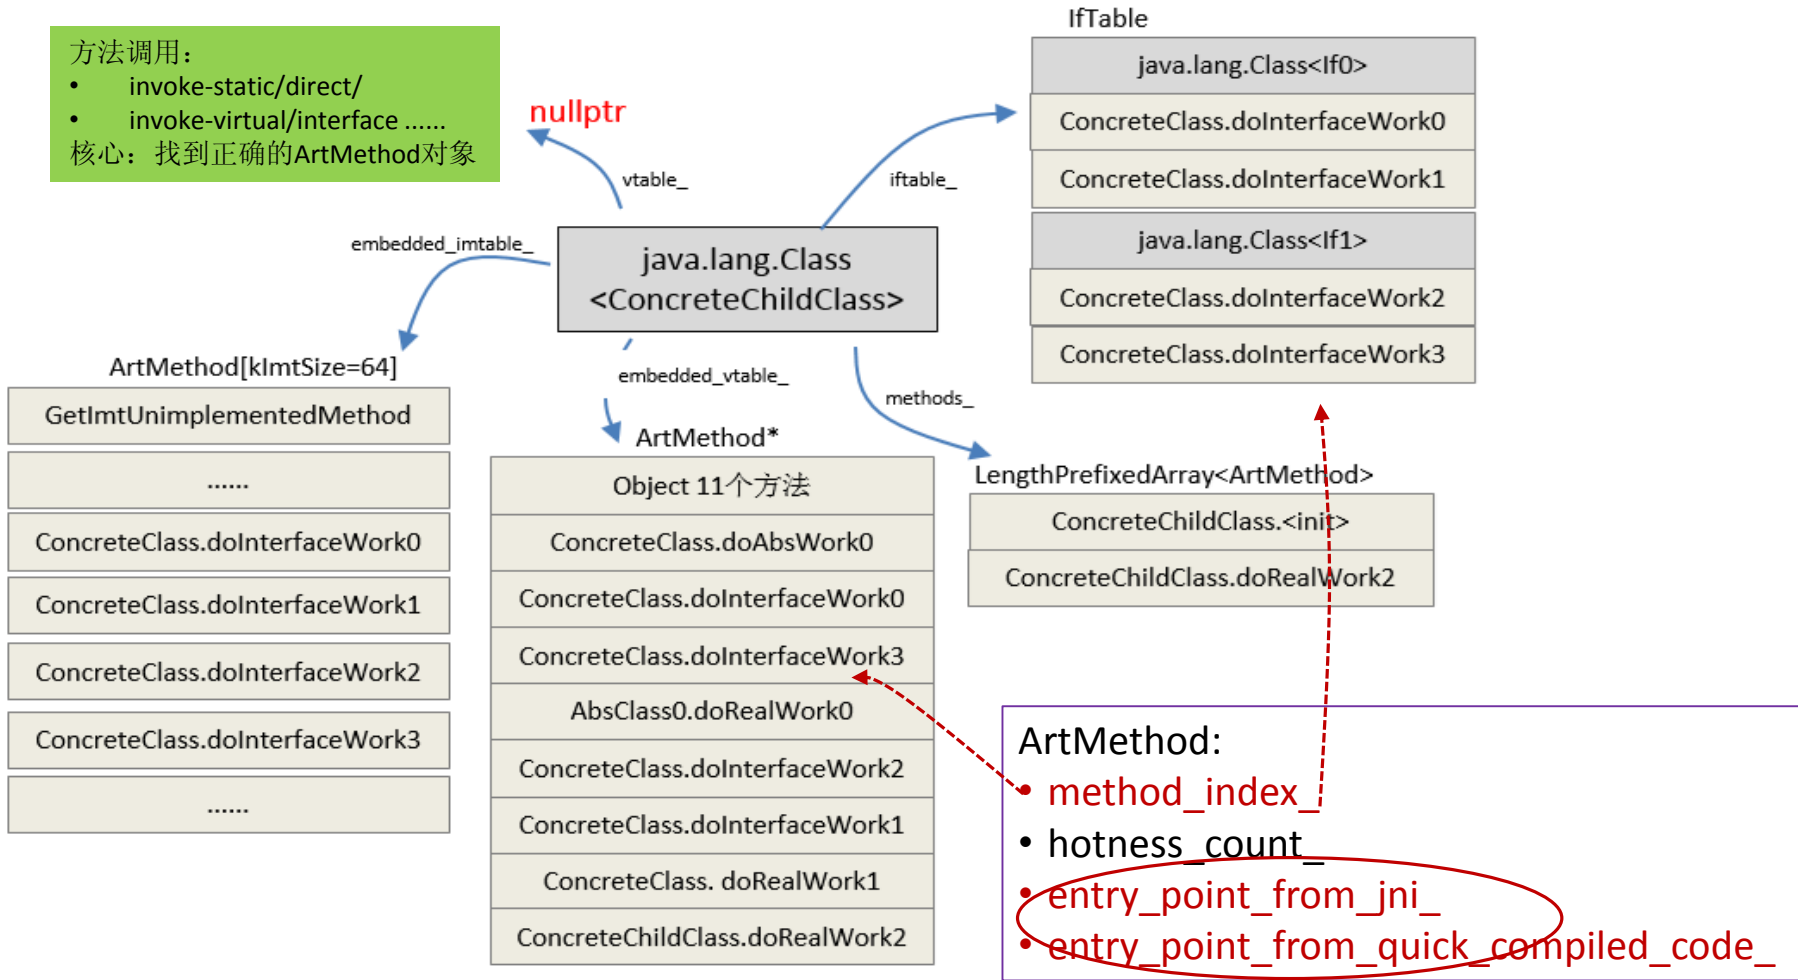 方法调用：
• invoke-static/direct/
• invoke-virtual/interface ......
核心：找到正确的ArtMethod对象
nullptr
vtable_
iftable_
embedded_imtable_
java.lang.Class
<ConcreteChildClass>
embedded_vtable_
methods_
IfTable
java.lang.Class<If0>
ConcreteClass.doInterfaceWork0
ConcreteClass.doInterfaceWork1
java.lang.Class<If1>
ConcreteClass.doInterfaceWork2
ConcreteClass.doInterfaceWork3
ArtMethod[kImtSize=64]
GetImtUnimplementedMethod
......
ConcreteClass.doInterfaceWork0
ConcreteClass.doInterfaceWork1
ConcreteClass.doInterfaceWork2
ConcreteClass.doInterfaceWork3
......
ArtMethod*
Object 11个方法
ConcreteClass.doAbsWork0
ConcreteClass.doInterfaceWork0
ConcreteClass.doInterfaceWork3
AbsClass0.doRealWork0
ConcreteClass.doInterfaceWork2
ConcreteClass.doInterfaceWork1
ConcreteClass. doRealWork1
ConcreteChildClass.doRealWork2
LengthPrefixedArray<ArtMethod>
ConcreteChildClass.<init>
ConcreteChildClass.doRealWork2
ArtMethod:
• method_index_
• hotness_count_
• entry_point_from_jni_
• entry_point_from_quick_compiled_code_